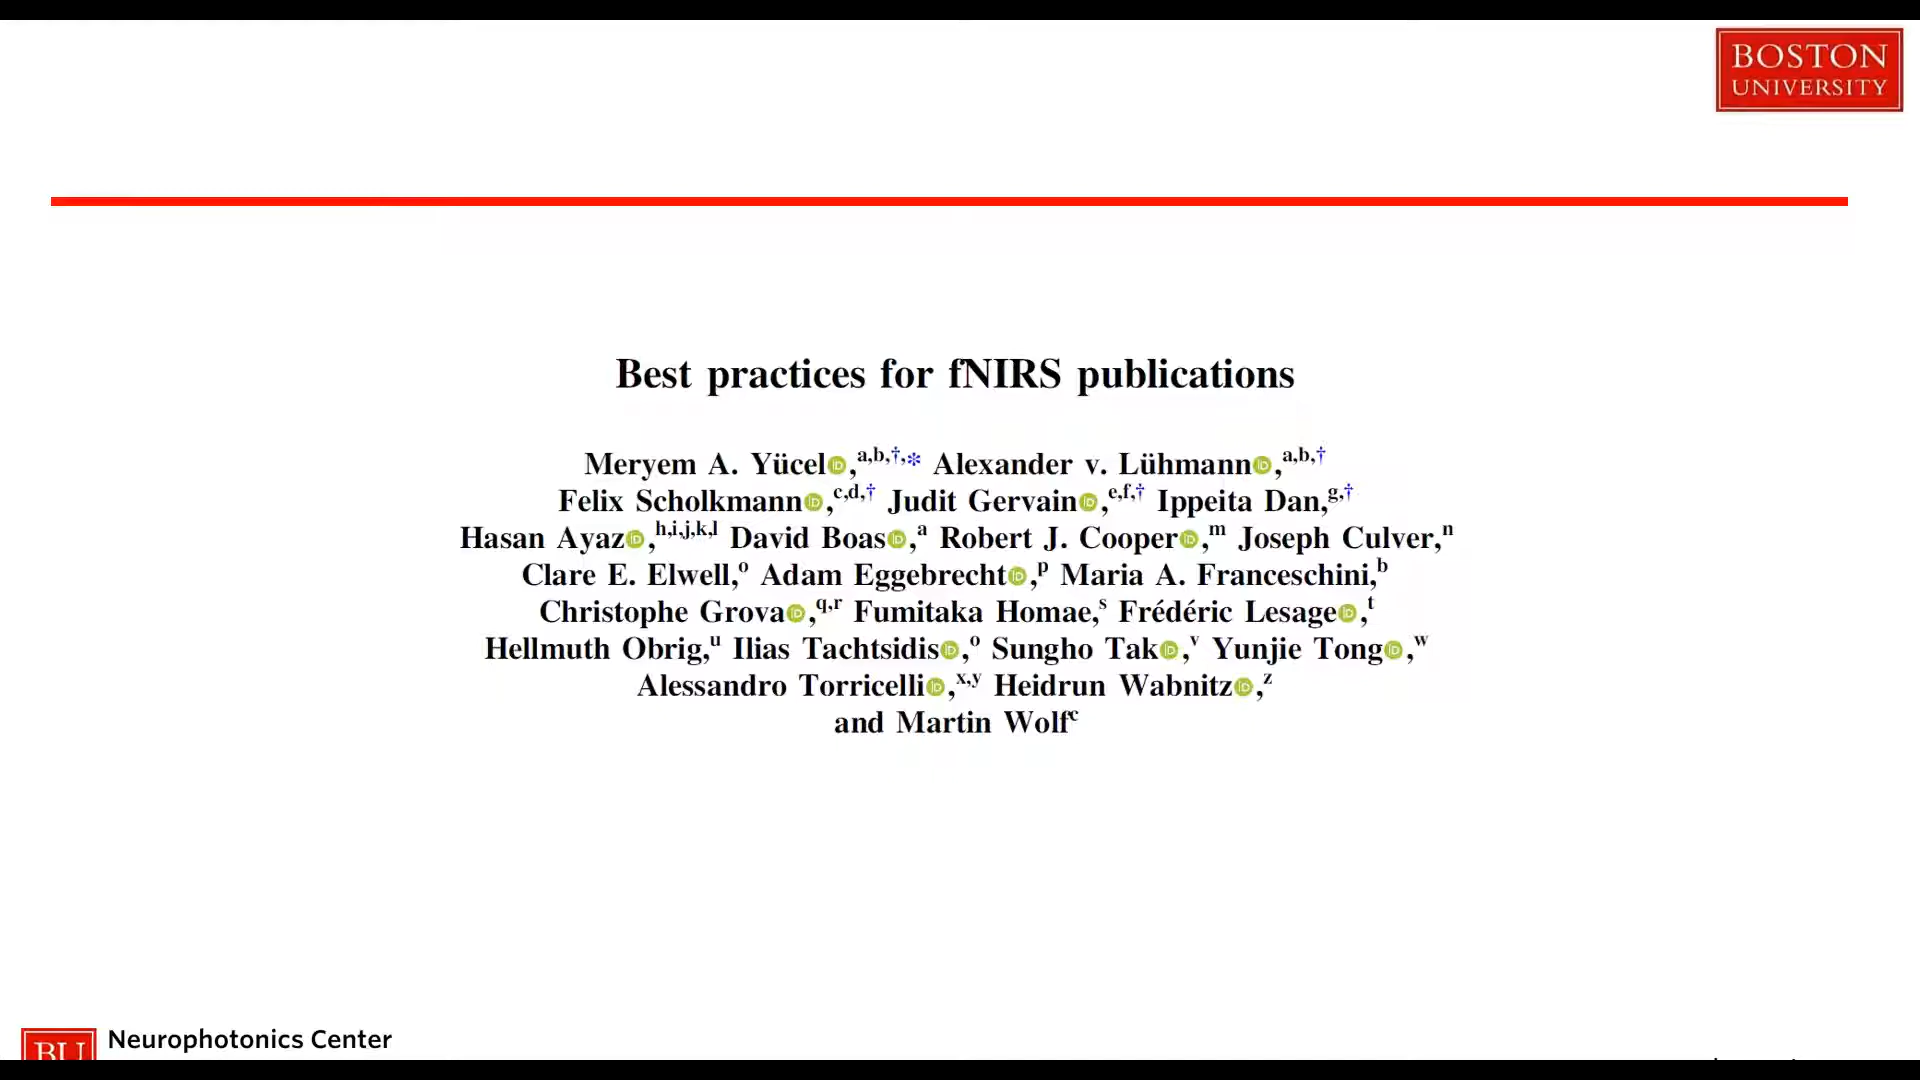 BOSTON
UNIVERSITY
Best practices for fNIRS publications
Meryem A. Yücel,a,b,†,* Alexander v. Lühmann,a,b,†
Felix Scholkmann,c,d,† Judit Gervain,e,f,† Ippeita Dan,g,†
Hasan Ayaz,h,i,j,k,l David Boas,a Robert J. Cooper,m Joseph Culver,n
Clare E. Elwell,o Adam Eggebrecht,p Maria A. Franceschini,b
Christophe Grova,q,r Fumitaka Homae,s Frédéric Lesage,t
Hellmuth Obrig,u Ilias Tachtsidis,o Sungho Tak,v Yunjie Tong,w
Alessandro Torricelli,x,y Heidrun Wabnitz,z
and Martin Wolfc
BU Neurophotonics Center